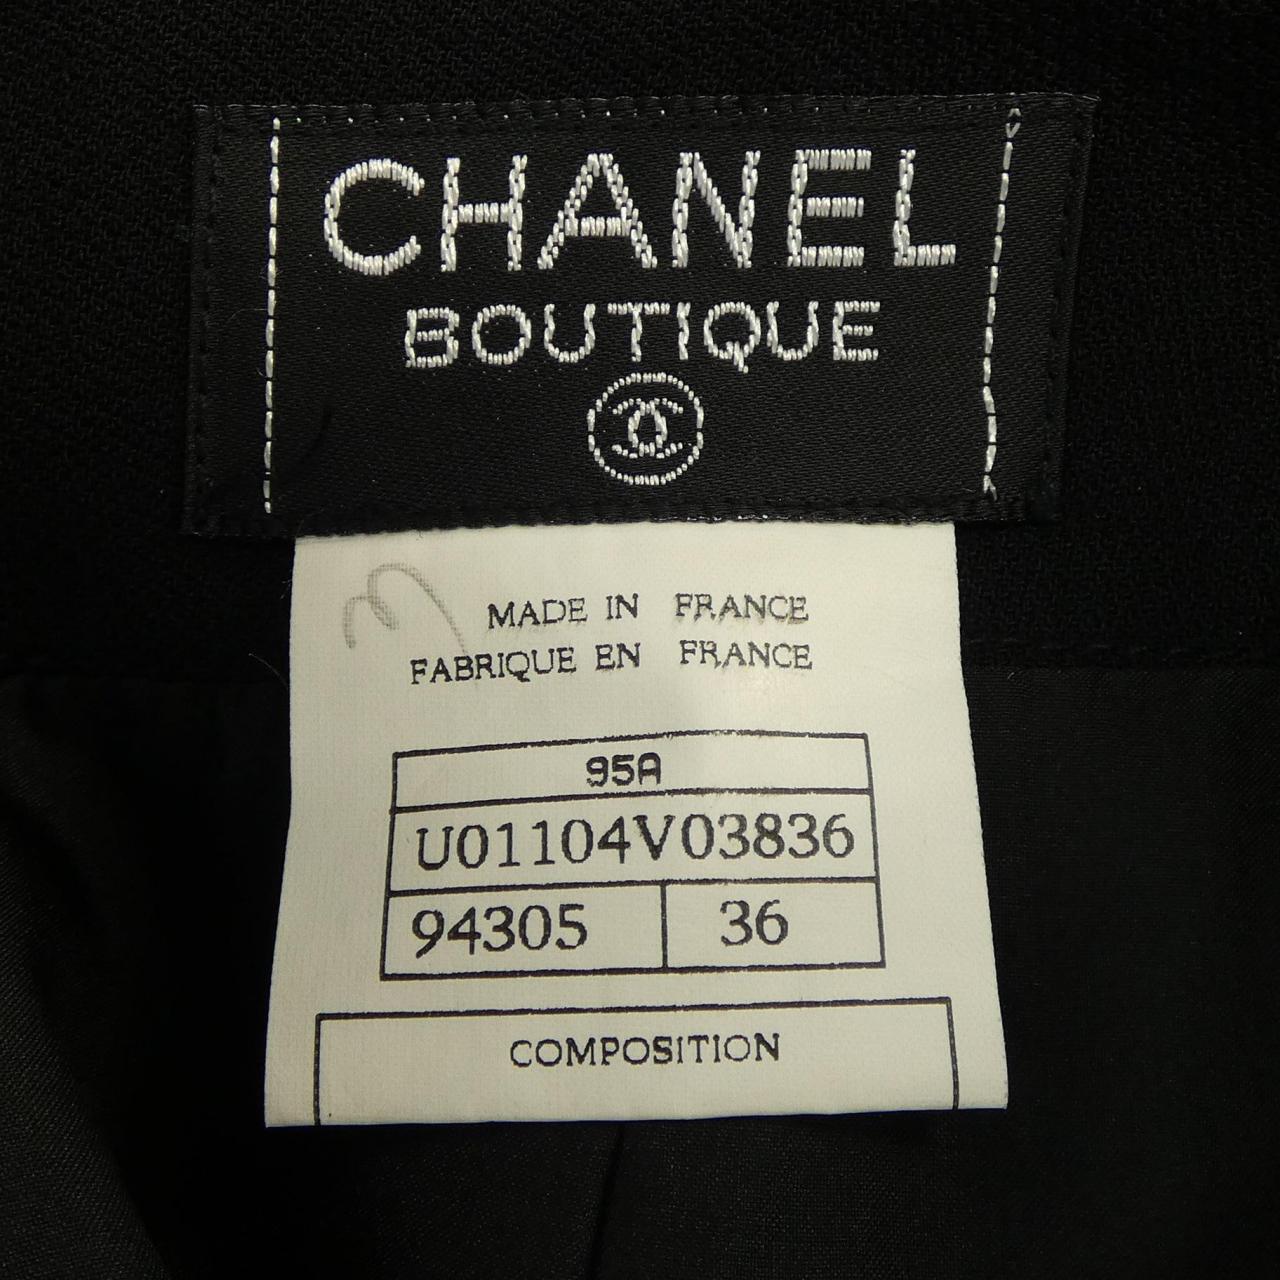 CHANEL
BOUTIQUE
MADE IN FRANCE
FABRIQUE EN FRANCE
95A
U01104V03836
94305 36
COMPOSITION